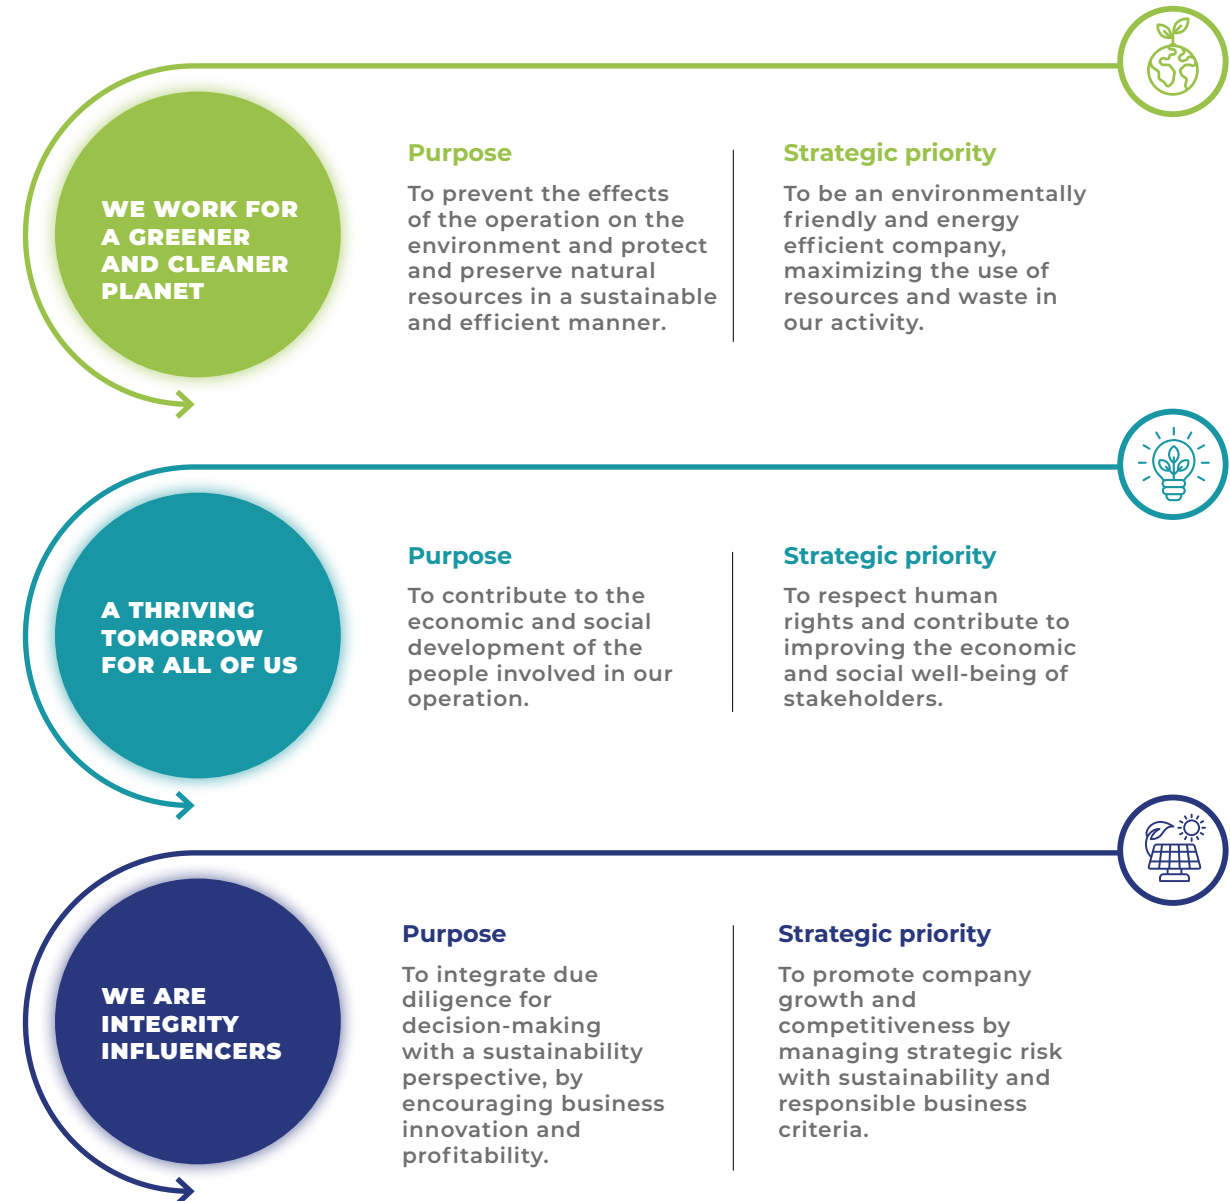 WE WORK FOR
A GREENER
AND CLEANER
PLANET
Purpose
To prevent the effects
of the operation on the
environment and protect
and preserve natural
resources in a sustainable
and efficient manner.
Strategic priority
To be an environmentally
friendly and energy
efficient company,
maximizing the use of
resources and waste in
our activity.
A THRIVING
TOMORROW
FOR ALL OF US
Purpose
To contribute to the
economic and social
development of the
people involved in our
operation.
Strategic priority
To respect human
rights and contribute to
improving the economic
and social well-being of
stakeholders.
WE ARE
INTEGRITY
INFLUENCERS
Purpose
To integrate due
diligence for
decision-making
with a sustainability
perspective, by
encouraging business
innovation and
profitability.
Strategic priority
To promote company
growth and
competitiveness by
managing strategic risk
with sustainability and
responsible business
criteria.